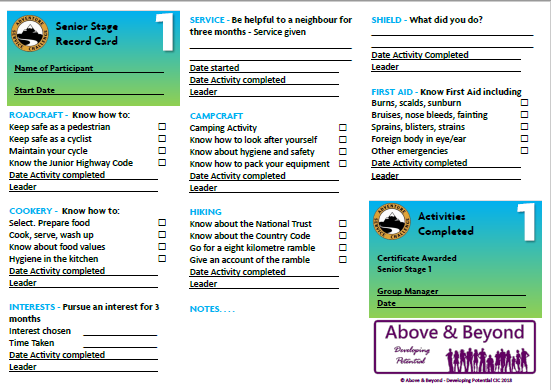 ADVENTURE SERVICE CHALLENGE
Senior Stage
Record Card
1
Name of Participant
Start Date
ROADCRAFT - Know how to:
Keep safe as a pedestrian ☐
Keep safe as a cyclist ☐
Maintain your cycle ☐
Know the Junior Highway Code ☐
Date Activity completed
Leader
COOKERY - Know how to:
Select. Prepare food ☐
Cook, serve, wash up ☐
Know about food values ☐
Hygiene in the kitchen ☐
Date Activity completed
Leader
INTERESTS - Pursue an interest for 3
months
Interest chosen
Time Taken
Date Activity completed
Leader
SERVICE - Be helpful to a neighbour for
three months - Service given
Date started
Date Activity completed
Leader
CAMPCRAFT
Camping Activity ☐
Know how to look after yourself ☐
Know about hygiene and safety ☐
Know how to pack your equipment ☐
Date Activity completed
Leader
HIKING
Know about the National Trust ☐
Know about the Country Code ☐
Go for a eight kilometre ramble ☐
Give an account of the ramble ☐
Date Activity completed
Leader
NOTES. . . .
SHIELD - What did you do?
Date Activity Completed
Leader
FIRST AID - Know First Aid including
Burns, scalds, sunburn ☐
Bruises, nose bleeds, fainting ☐
Sprains, blisters, strains ☐
Foreign body in eye/ear ☐
Other emergencies ☐
Date Activity completed
Leader
ADVENTURE SERVICE CHALLENGE
Activities
Completed
1
Certificate Awarded
Senior Stage 1
Group Manager
Date
Above & Beyond
Developing
Potential
© Above & Beyond - Developing Potential CIC 2018